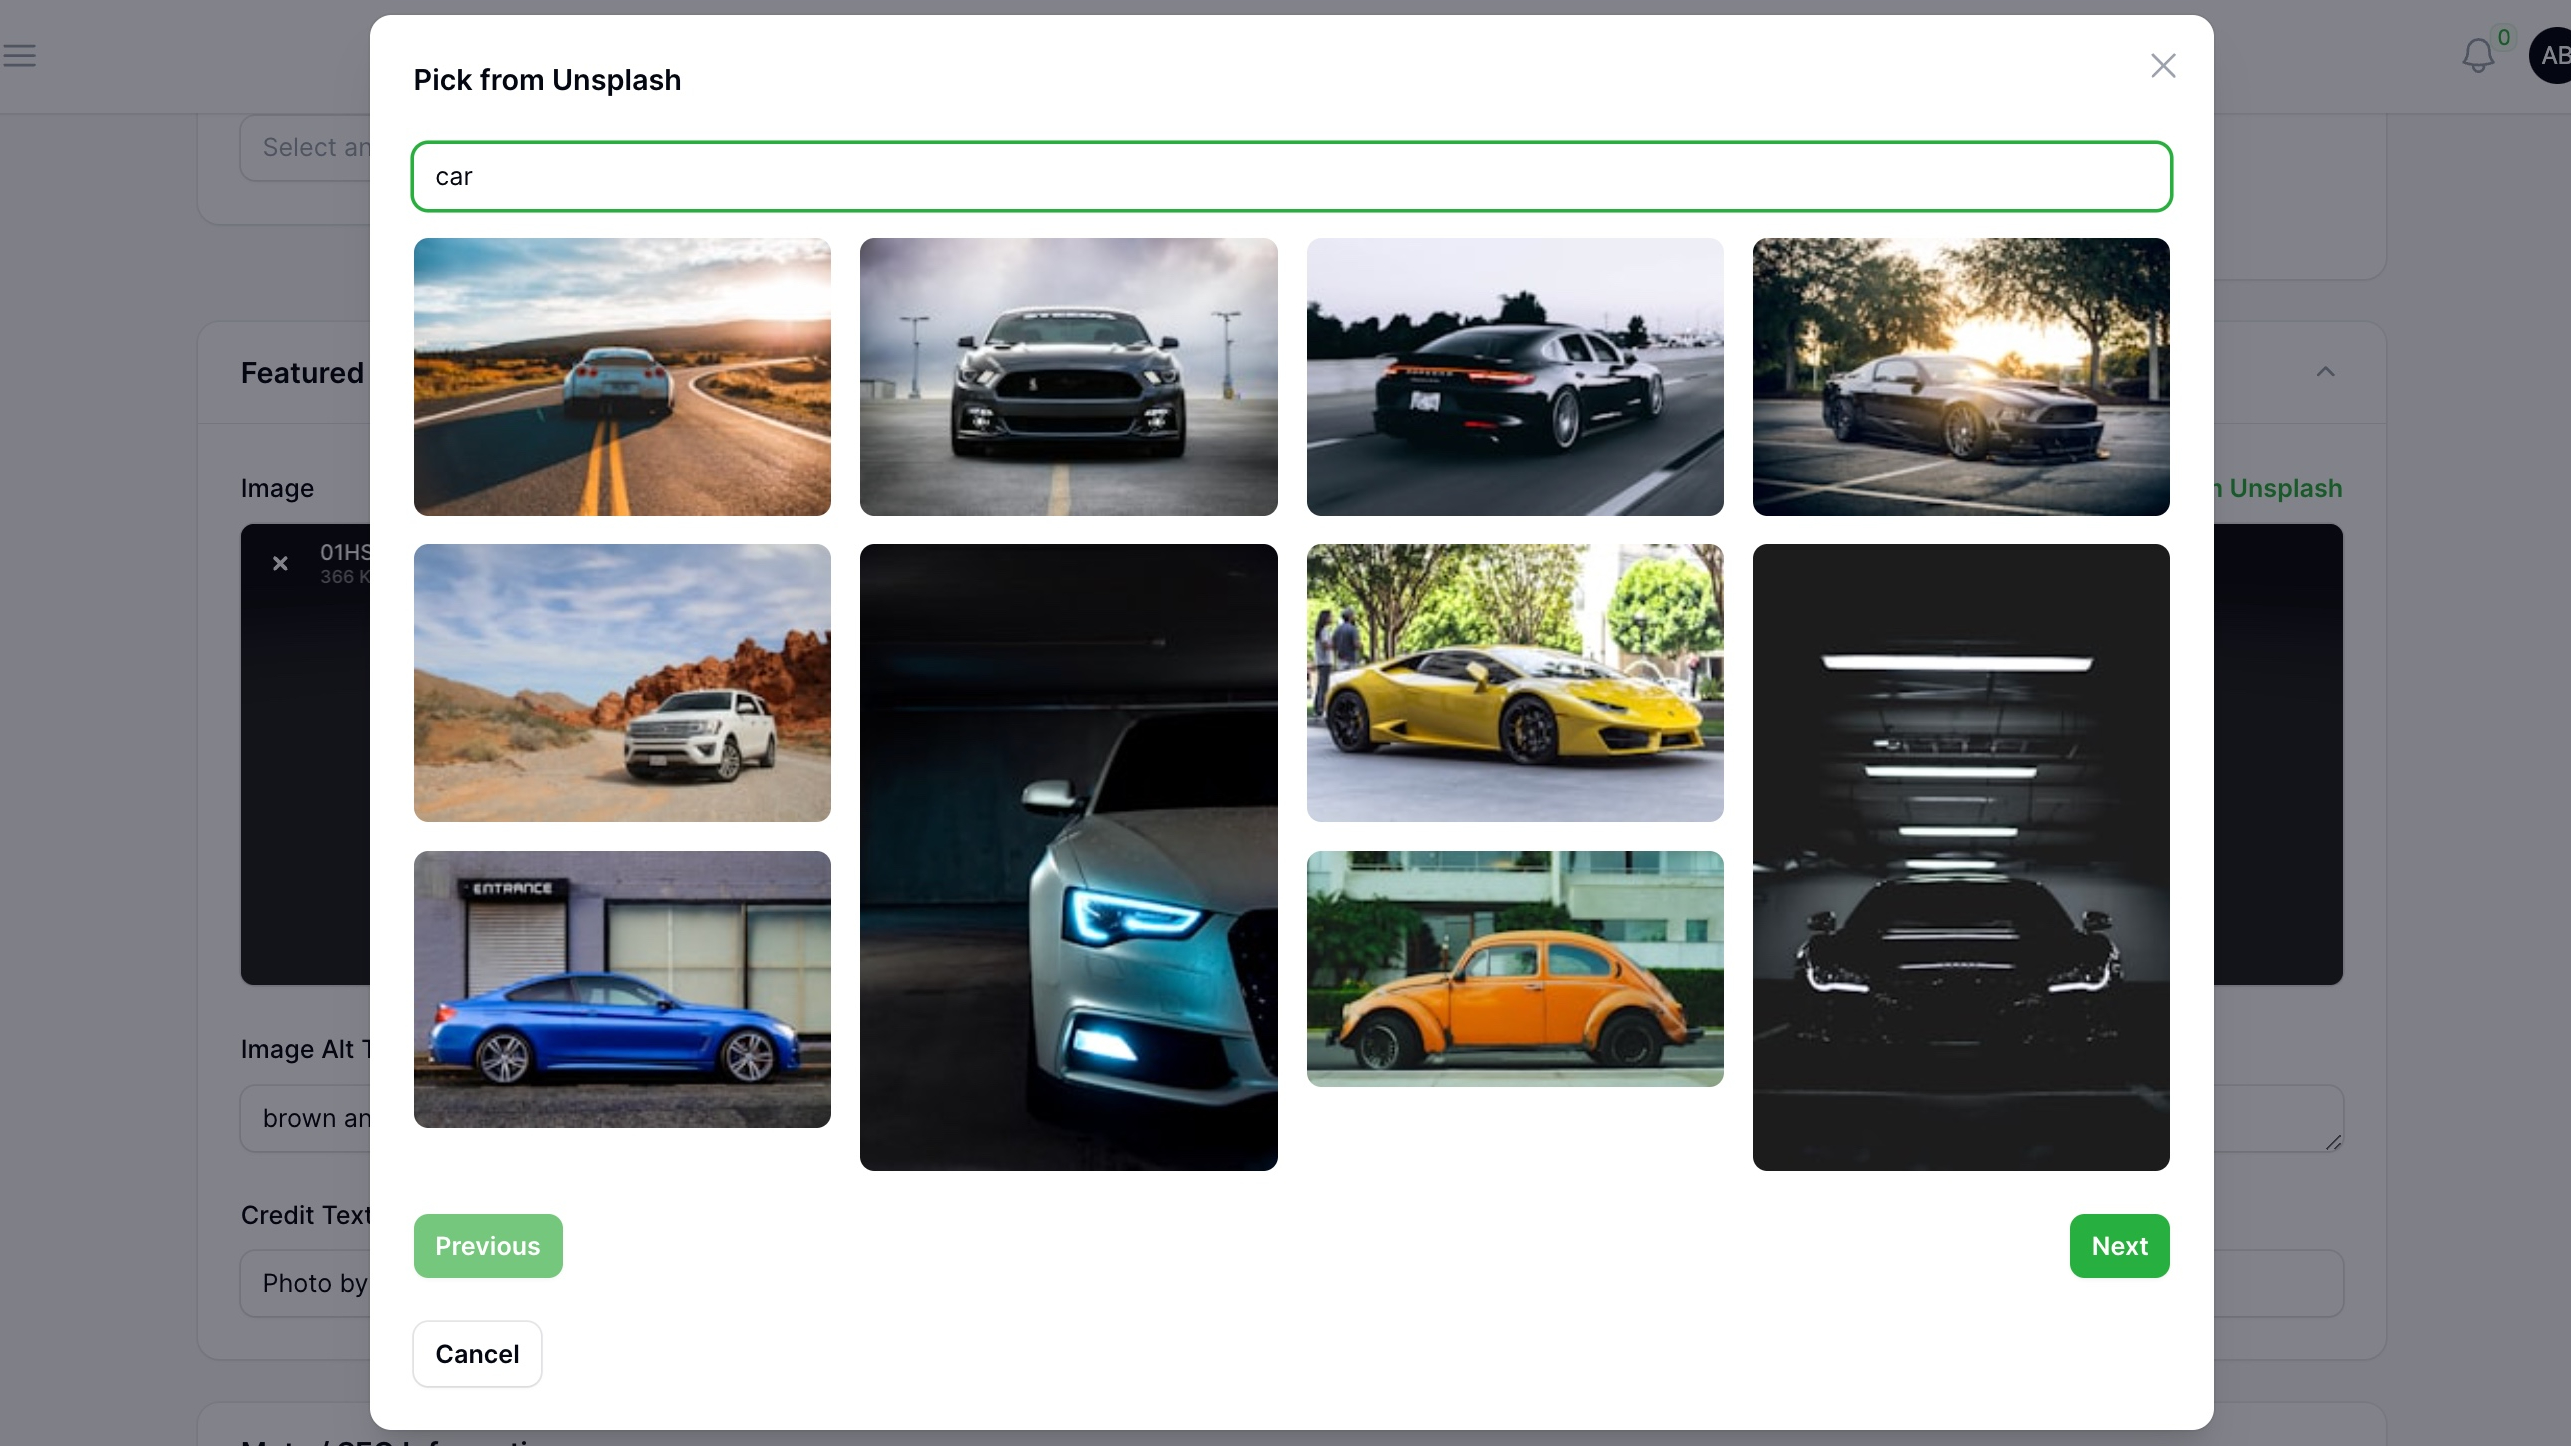 0
AB
Pick from Unsplash
car
Select an
Featured
Image
n Unsplash
01HS
366 K
STEEDA
ENTRANCE
Image Alt T
brown an
Credit Text
Photo by
Previous
Next
Cancel